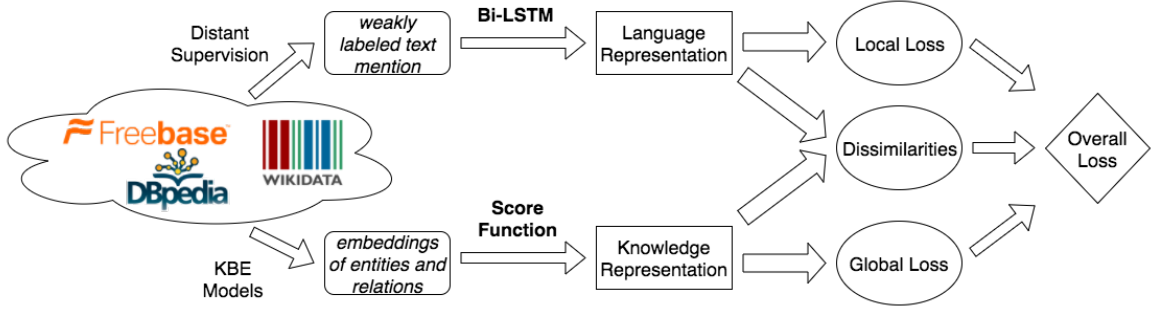 Distant
Supervision
weakly
labeled text
mention
Bi-LSTM
Language
Representation
Local Loss
Freebase
DBpedia
WIKIDATA
Dissimilarities
Overall
Loss
KBE
Models
embeddings
of entities and
relations
Score
Function
Knowledge
Representation
Global Loss